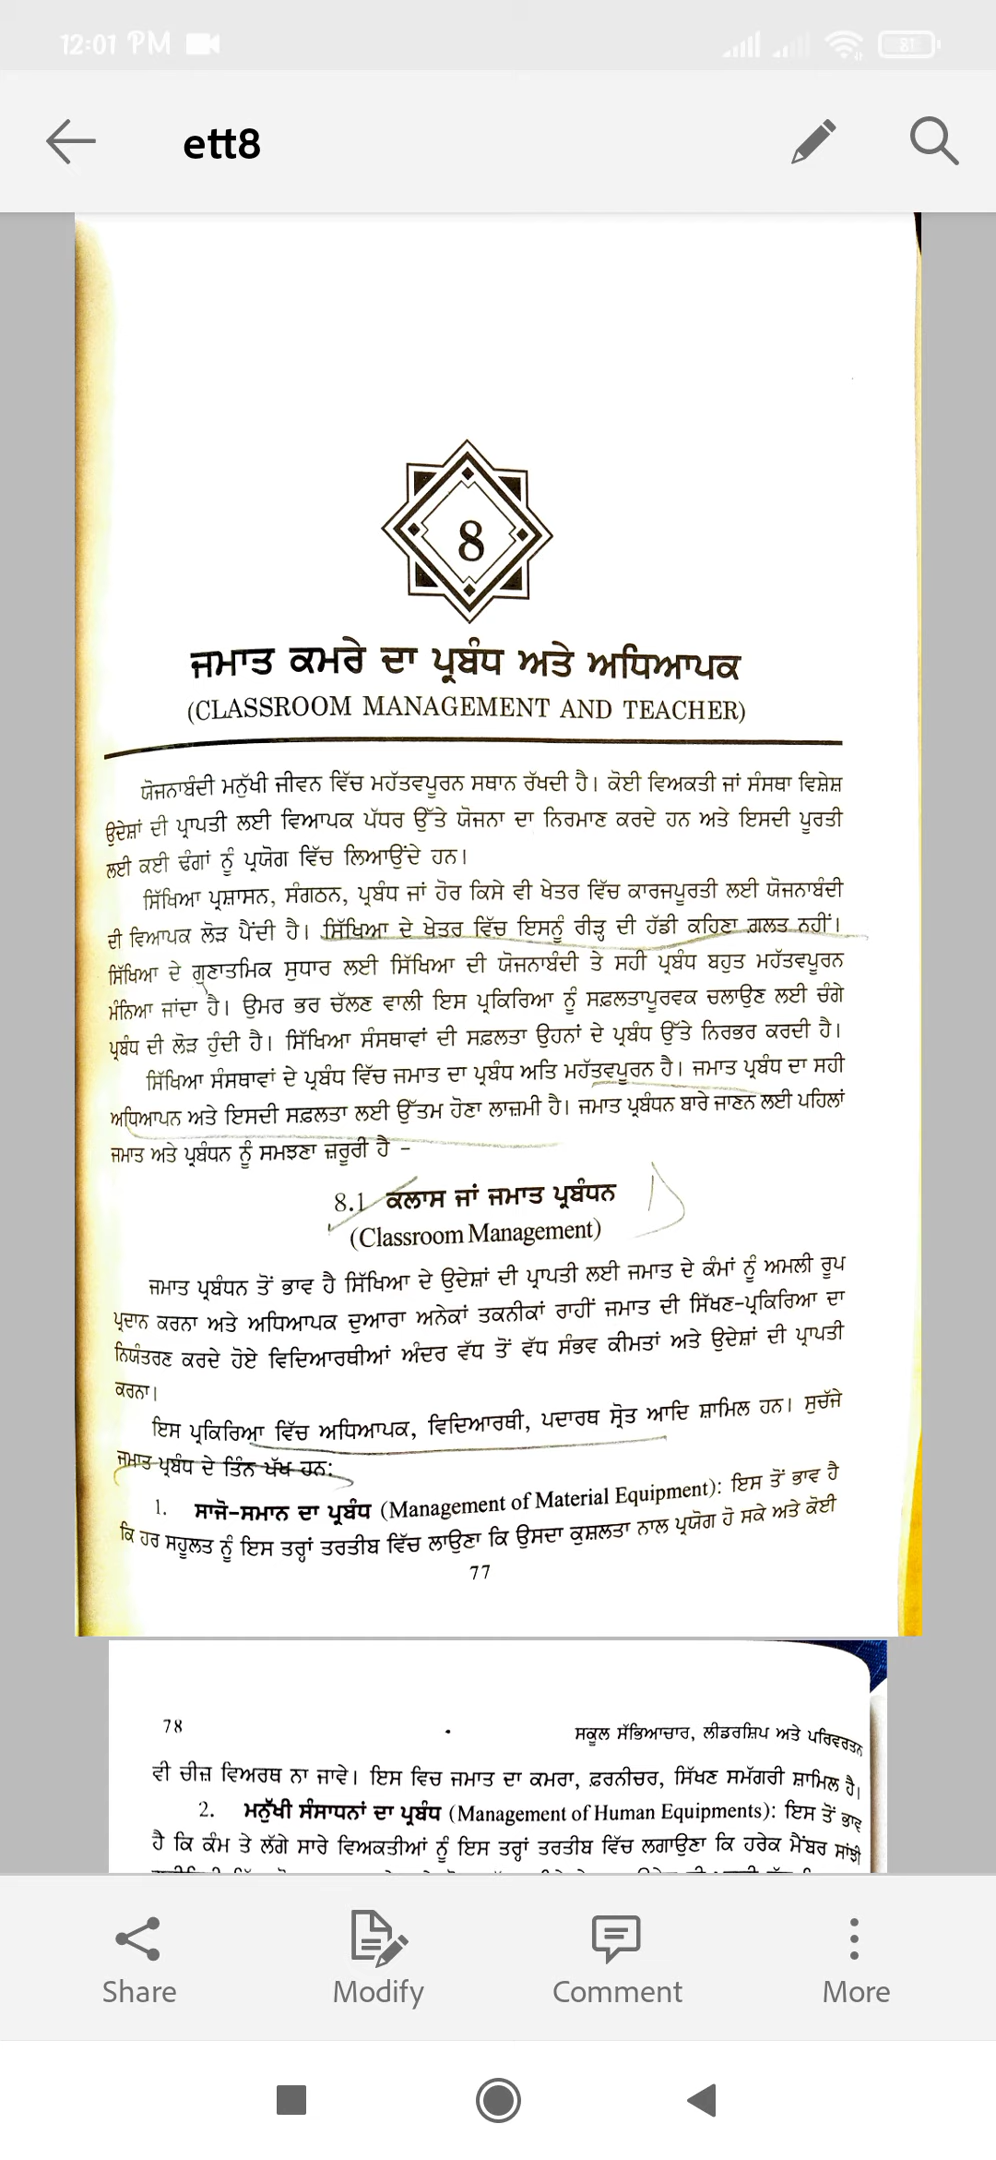 12:01 PM
81
ett8
8
ਜਮਾਤ ਕਮਰੇ ਦਾ ਪ੍ਰਬੰਧ ਅਤੇ ਅਧਿਆਪਕ
(CLASSROOM MANAGEMENT AND TEACHER)
ਯੋਜਨਾਬੰਦੀ ਮਨੁੱਖੀ ਜੀਵਨ ਵਿੱਚ ਮਹੱਤਵਪੂਰਨ ਸਥਾਨ ਰੱਖਦੀ ਹੈ। ਕੋਈ ਵਿਅਕਤੀ ਜਾਂ ਸੰਸਥਾ ਵਿਸ਼ੇਸ਼
ਉਦੇਸ਼ਾਂ ਦੀ ਪ੍ਰਾਪਤੀ ਲਈ ਵਿਆਪਕ ਪੱਧਰ ਉੱਤੇ ਯੋਜਨਾ ਦਾ ਨਿਰਮਾਣ ਕਰਦੇ ਹਨ ਅਤੇ ਇਸਦੀ ਪੂਰਤੀ
ਲਈ ਕਈ ਢੰਗਾਂ ਨੂੰ ਪ੍ਰਯੋਗ ਵਿੱਚ ਲਿਆਉਂਦੇ ਹਨ।
ਸਿੱਖਿਆ ਪ੍ਰਸ਼ਾਸਨ, ਸੰਗਠਨ, ਪ੍ਰਬੰਧ ਜਾਂ ਹੋਰ ਕਿਸੇ ਵੀ ਖੇਤਰ ਵਿੱਚ ਕਾਰਜਪੂਰਤੀ ਲਈ ਯੋਜਨਾਬੰਦੀ
ਦੀ ਵਿਆਪਕ ਲੋੜ ਪੈਂਦੀ ਹੈ। ਸਿੱਖਿਆ ਦੇ ਖੇਤਰ ਵਿੱਚ ਇਸਨੂੰ ਰੀੜ੍ਹ ਦੀ ਹੱਡੀ ਕਹਿਣਾ ਗ਼ਲਤ ਨਹੀਂ।
ਸਿੱਖਿਆ ਦੇ ਗੁਣਾਤਮਿਕ ਸੁਧਾਰ ਲਈ ਸਿੱਖਿਆ ਦੀ ਯੋਜਨਾਬੰਦੀ ਤੇ ਸਹੀ ਪ੍ਰਬੰਧ ਬਹੁਤ ਮਹੱਤਵਪੂਰਨ
ਮੰਨਿਆ ਜਾਂਦਾ ਹੈ। ਉਮਰ ਭਰ ਚੱਲਣ ਵਾਲੀ ਇਸ ਪ੍ਰਕਿਰਿਆ ਨੂੰ ਸਫ਼ਲਤਾਪੂਰਵਕ ਚਲਾਉਣ ਲਈ ਚੰਗੇ
ਪ੍ਰਬੰਧ ਦੀ ਲੋੜ ਹੁੰਦੀ ਹੈ। ਸਿੱਖਿਆ ਸੰਸਥਾਵਾਂ ਦੀ ਸਫ਼ਲਤਾ ਉਹਨਾਂ ਦੇ ਪ੍ਰਬੰਧ ਉੱਤੇ ਨਿਰਭਰ ਕਰਦੀ ਹੈ।
ਸਿੱਖਿਆ ਸੰਸਥਾਵਾਂ ਦੇ ਪ੍ਰਬੰਧ ਵਿੱਚ ਜਮਾਤ ਦਾ ਪ੍ਰਬੰਧ ਅਤਿ ਮਹੱਤਵਪੂਰਨ ਹੈ। ਜਮਾਤ ਪ੍ਰਬੰਧ ਦਾ ਸਹੀ
ਅਧਿਆਪਨ ਅਤੇ ਇਸਦੀ ਸਫ਼ਲਤਾ ਲਈ ਉੱਤਮ ਹੋਣਾ ਲਾਜ਼ਮੀ ਹੈ। ਜਮਾਤ ਪ੍ਰਬੰਧਨ ਬਾਰੇ ਜਾਣਨ ਲਈ ਪਹਿਲਾਂ
ਜਮਾਤ ਅਤੇ ਪ੍ਰਬੰਧਨ ਨੂੰ ਸਮਝਣਾ ਜ਼ਰੂਰੀ ਹੈ –
8.1 ਕਲਾਸ ਜਾਂ ਜਮਾਤ ਪ੍ਰਬੰਧਨ
(Classroom Management)
ਜਮਾਤ ਪ੍ਰਬੰਧਨ ਤੋਂ ਭਾਵ ਹੈ ਸਿੱਖਿਆ ਦੇ ਉਦੇਸ਼ਾਂ ਦੀ ਪ੍ਰਾਪਤੀ ਲਈ ਜਮਾਤ ਦੇ ਕੰਮਾਂ ਨੂੰ ਅਮਲੀ ਰੂਪ
ਪ੍ਰਦਾਨ ਕਰਨਾ ਅਤੇ ਅਧਿਆਪਕ ਦੁਆਰਾ ਅਨੇਕਾਂ ਤਕਨੀਕਾਂ ਰਾਹੀਂ ਜਮਾਤ ਦੀ ਸਿੱਖਣ-ਪ੍ਰਕਿਰਿਆ ਦਾ
ਨਿਯੰਤਰਣ ਕਰਦੇ ਹੋਏ ਵਿਦਿਆਰਥੀਆਂ ਅੰਦਰ ਵੱਧ ਤੋਂ ਵੱਧ ਸੰਭਵ ਕੀਮਤਾਂ ਅਤੇ ਉਦੇਸ਼ਾਂ ਦੀ ਪ੍ਰਾਪਤੀ
ਕਰਨਾ।
ਇਸ ਪ੍ਰਕਿਰਿਆ ਵਿੱਚ ਅਧਿਆਪਕ, ਵਿਦਿਆਰਥੀ, ਪਦਾਰਥ ਸ੍ਰੋਤ ਆਦਿ ਸ਼ਾਮਿਲ ਹਨ। ਸੁਚੱਜੇ
ਜਮਾਤ ਪ੍ਰਬੰਧ ਦੇ ਤਿੰਨ ਪੱਖ ਹਨ:
1. ਸਾਜੋ-ਸਮਾਨ ਦਾ ਪ੍ਰਬੰਧ (Management of Material Equipment): ਇਸ ਤੋਂ ਭਾਵ ਹੈ
ਕਿ ਹਰ ਸਹੂਲਤ ਨੂੰ ਇਸ ਤਰ੍ਹਾਂ ਤਰਤੀਬ ਵਿੱਚ ਲਾਉਣਾ ਕਿ ਉਸਦਾ ਕੁਸ਼ਲਤਾ ਨਾਲ ਪ੍ਰਯੋਗ ਹੋ ਸਕੇ ਅਤੇ ਕੋਈ
77
78 ਸਕੂਲ ਸੱਭਿਆਚਾਰ, ਲੀਡਰਸ਼ਿਪ ਅਤੇ ਪਰਿਵਰਤਨ
ਵੀ ਚੀਜ਼ ਵਿਅਰਥ ਨਾ ਜਾਵੇ। ਇਸ ਵਿਚ ਜਮਾਤ ਦਾ ਕਮਰਾ, ਫ਼ਰਨੀਚਰ, ਸਿੱਖਣ ਸਮੱਗਰੀ ਸ਼ਾਮਿਲ ਹੈ।
2. ਮਨੁੱਖੀ ਸੰਸਾਧਨਾਂ ਦਾ ਪ੍ਰਬੰਧ (Management of Human Equipments): ਇਸ ਤੋਂ ਭਾਵ
ਹੈ ਕਿ ਕੰਮ ਤੇ ਲੱਗੇ ਸਾਰੇ ਵਿਅਕਤੀਆਂ ਨੂੰ ਇਸ ਤਰ੍ਹਾਂ ਤਰਤੀਬ ਵਿੱਚ ਲਗਾਉਣਾ ਕਿ ਹਰੇਕ ਮੈਂਬਰ ਸਾਂਝੀ
Share Modify Comment More